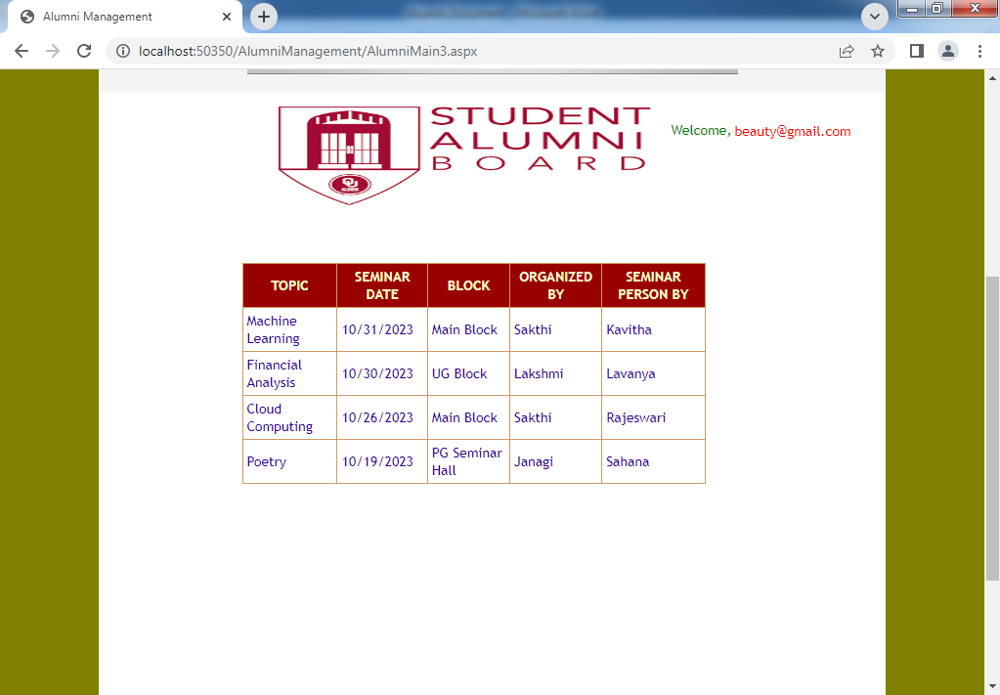 Alumni Management
localhost:50350/AlumniManagement/AlumniMain3.aspx
STUDENT
ALUMNI
BOARD
Welcome, beauty@gmail.com
TOPIC SEMINAR DATE BLOCK ORGANIZED BY SEMINAR PERSON BY
Machine Learning 10/31/2023 Main Block Sakthi Kavitha
Financial Analysis 10/30/2023 UG Block Lakshmi Lavanya
Cloud Computing 10/26/2023 Main Block Sakthi Rajeswari
Poetry 10/19/2023 PG Seminar Hall Janagi Sahana